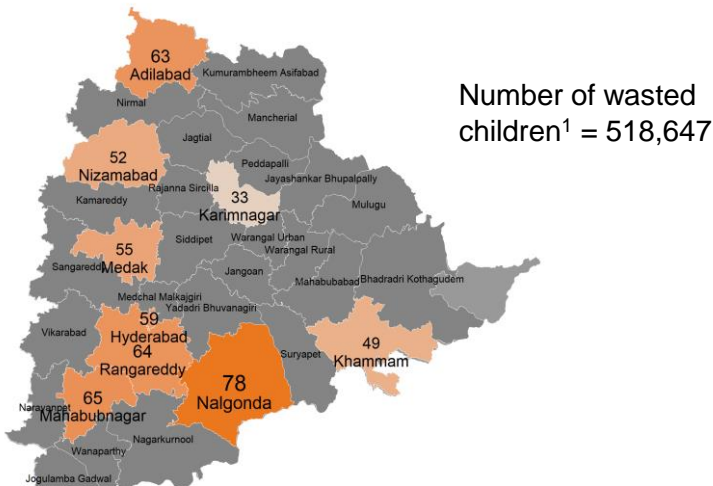 63
Adilabad
Kumurambheem Asifabad
Nirmal
Mancherial
Jagtial
52
Nizamabad
Peddapalli
Jayashankar Bhupalpally
Rajanna Sircilla
33
Karimnagar
Kamareddy
Mulugu
Siddipet
Warangal Urban
Warangal Rural
55
Medak
Sangareddy
Jangoan
Mahabubabad
Bhadradri Kothagudem
Medchal Malkajgiri
Yadadri Bhuvanagiri
59
Hyderabad
Vikarabad
64
Rangareddy
Suryapet
49
Khammam
78
Nalgonda
65
Mahabubnagar
Narayanpet
Nagarkurnool
Wanaparthy
Jogulamba Gadwal
Number of wasted
children¹ = 518,647